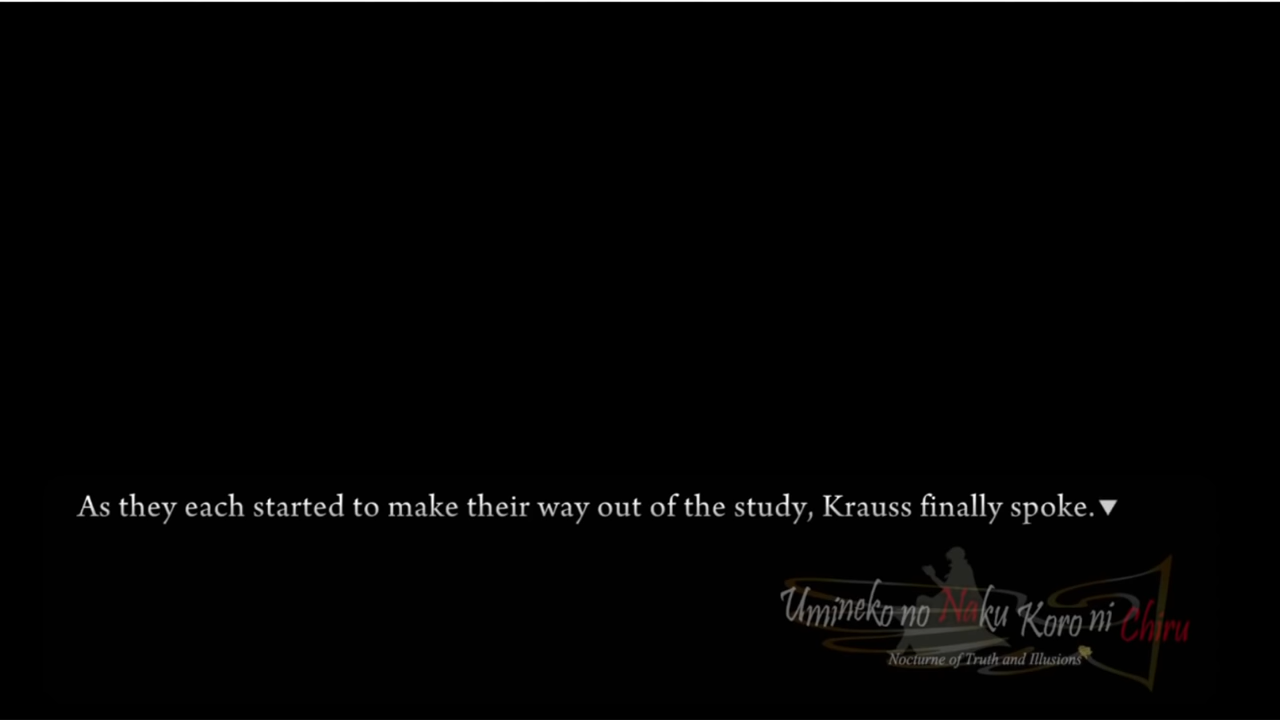 As they each started to make their way out of the study, Krauss finally spoke.▼
Umineko no Naku Koro ni Chiru
Nocturne of Truth and Illusions